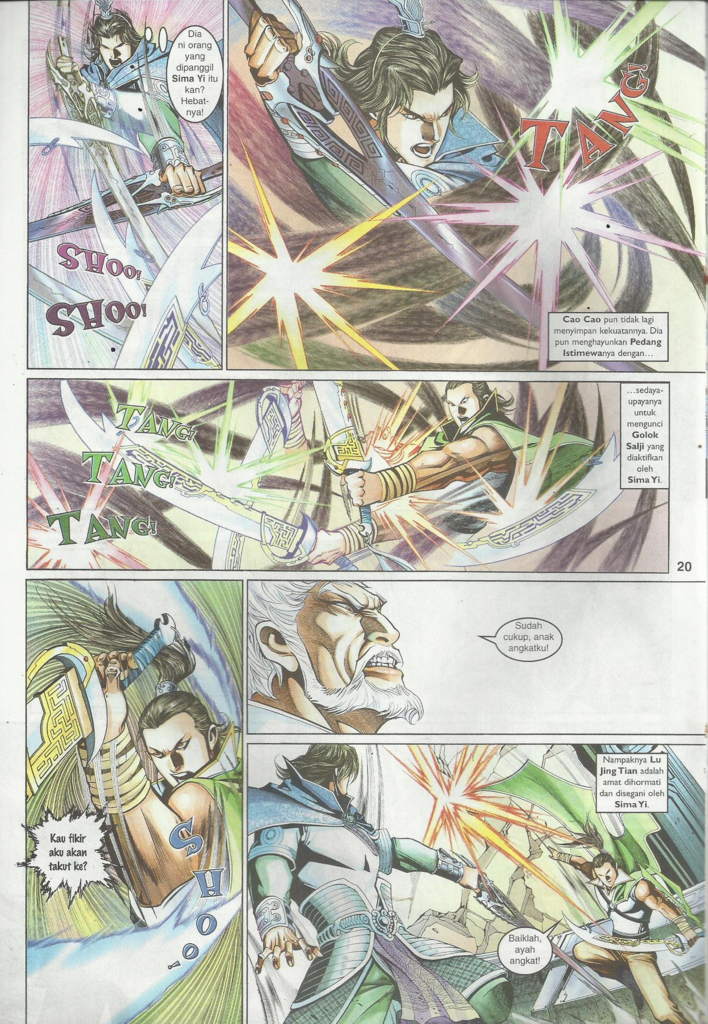 Dia
ni orang
yang
dipanggil
Sima Yi itu
kan?
Hebat-
nya!
SHOO!
SHOO!
TANG!
Cao Cao pun tidak lagi
menyimpan kekuatannya. Dia
pun menghayunkan Pedang
Istimewanya dengan...
TANG!
TANG!
TANG!
...sedaya-
upayanya
untuk
mengunci
Golok
Salji yang
diaktifkan
oleh
Sima Yi.
20
Kau fikir
aku akan
takut ke?
SHOO..!
Sudah
cukup, anak
angkatku!
Nampaknya Lu
Jing Tian adalah
amat dihormati
dan disegani oleh
Sima Yi.
Baiklah,
ayah
angkat!